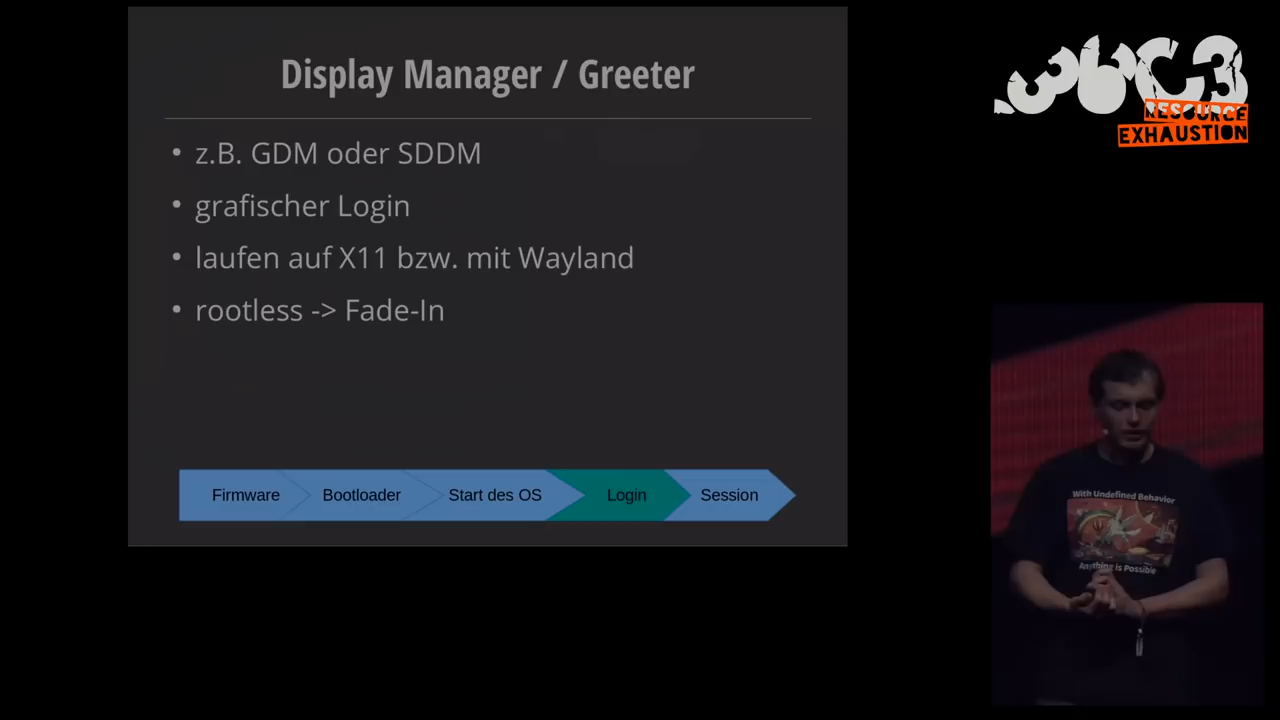 Display Manager / Greeter
• z.B. GDM oder SDDM
• grafischer Login
• laufen auf X11 bzw. mit Wayland
• rootless -> Fade-In
Firmware
Bootloader
Start des OS
Login
Session
36C3
RESOURCE
EXHAUSTION
With Undefined Behavior
Anything is Possible